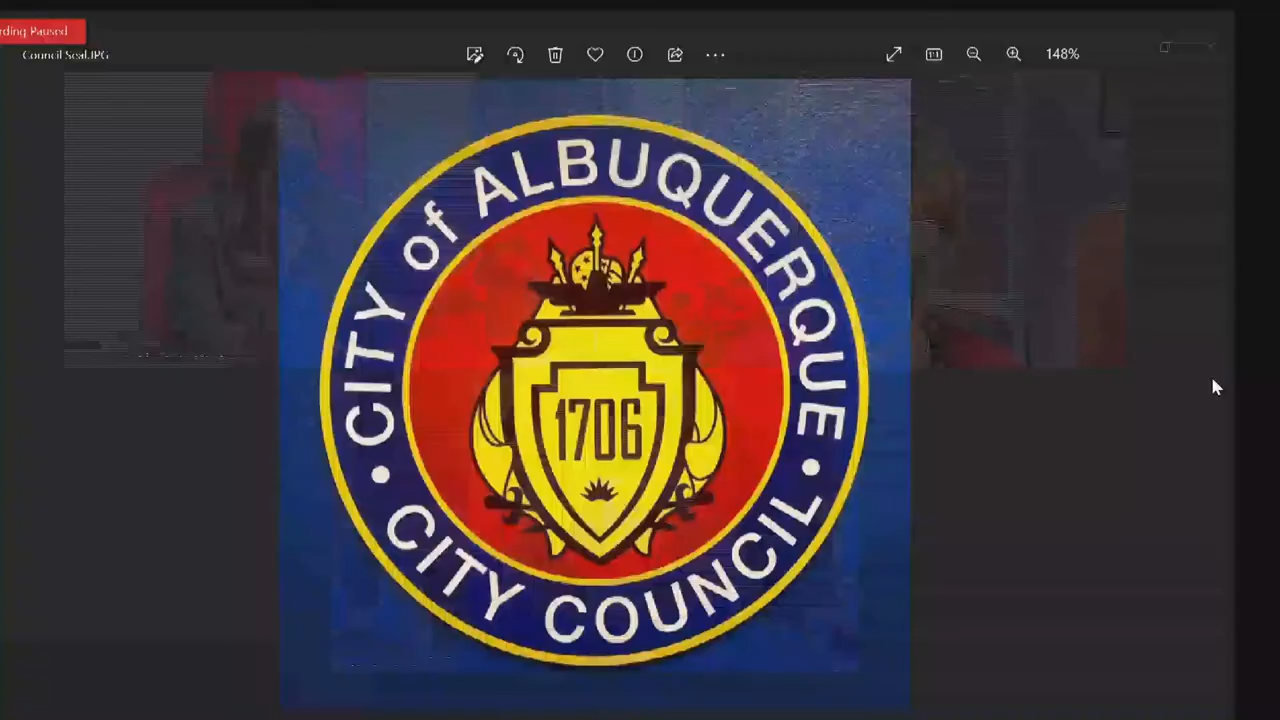 rding Paused
Council Seal.JPG
148%
CITY of ALBUQUERQUE
1706
• CITY COUNCIL •